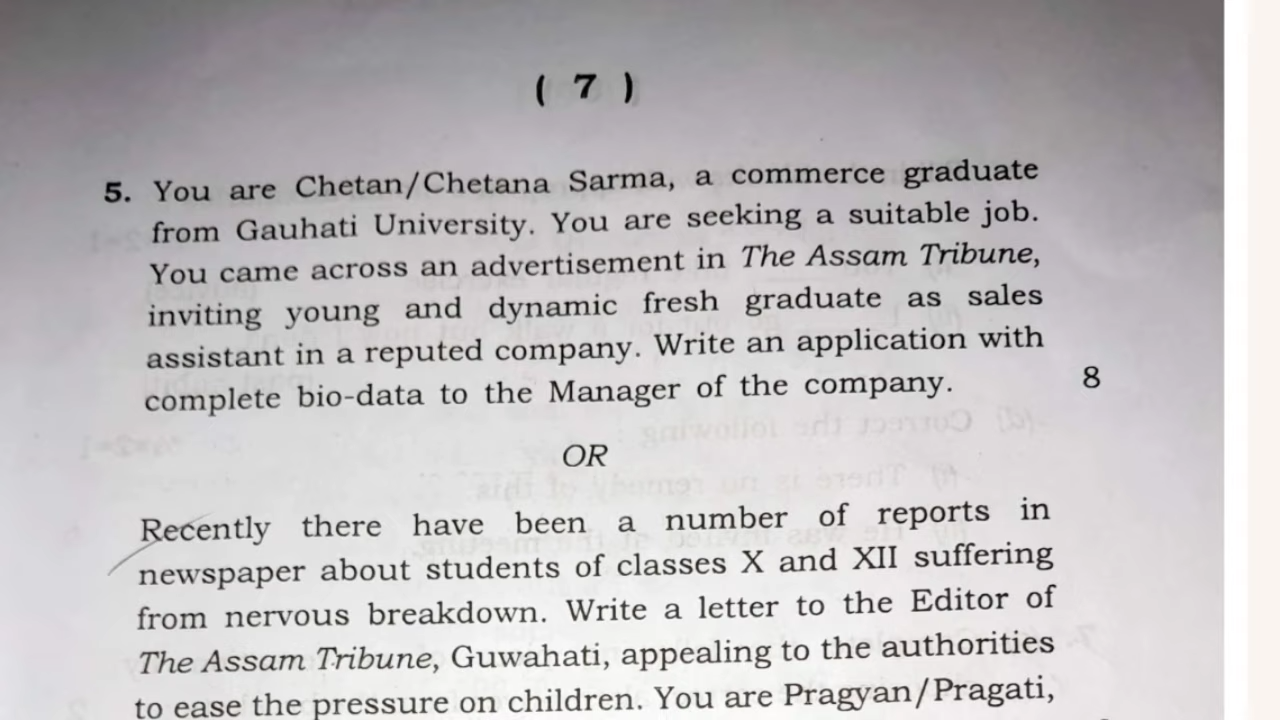 ( 7 )
5. You are Chetan/Chetana Sarma, a commerce graduate
from Gauhati University. You are seeking a suitable job.
You came across an advertisement in The Assam Tribune,
inviting young and dynamic fresh graduate as sales
assistant in a reputed company. Write an application with
complete bio-data to the Manager of the company. 8
OR
Recently there have been a number of reports in
newspaper about students of classes X and XII suffering
from nervous breakdown. Write a letter to the Editor of
The Assam Tribune, Guwahati, appealing to the authorities
to ease the pressure on children. You are Pragyan/Pragati,